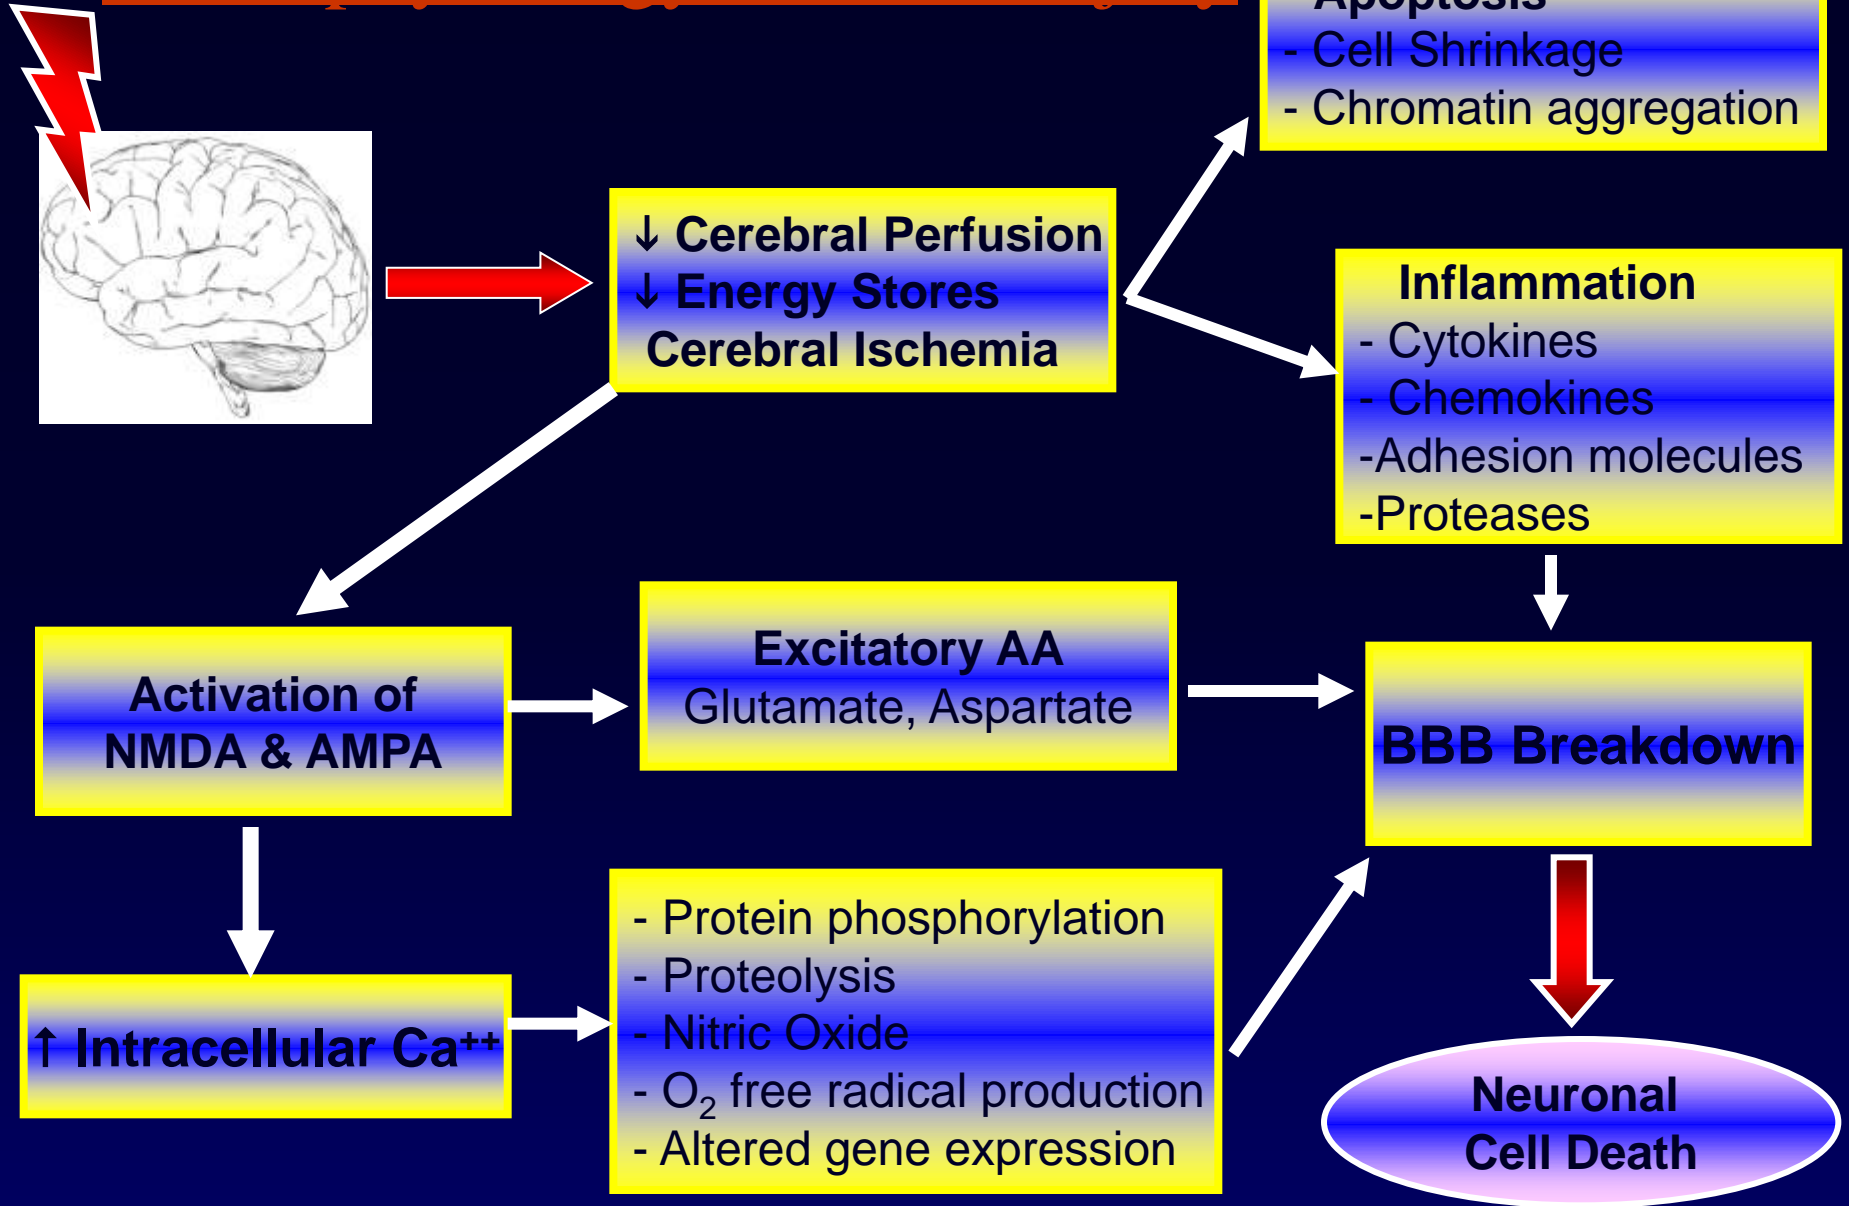 Apoptosis
- Cell Shrinkage
- Chromatin aggregation
↓ Cerebral Perfusion
↓ Energy Stores
Cerebral Ischemia
Inflammation
- Cytokines
- Chemokines
-Adhesion molecules
-Proteases
Activation of
NMDA & AMPA
Excitatory AA
Glutamate, Aspartate
BBB Breakdown
↑ Intracellular Ca⁺⁺
- Protein phosphorylation
- Proteolysis
- Nitric Oxide
- O₂ free radical production
- Altered gene expression
Neuronal
Cell Death